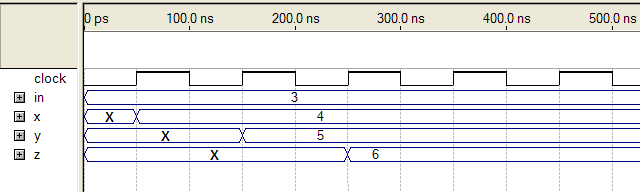 0 ps 100.0 ns 200.0 ns 300.0 ns 400.0 ns 500.0 ns
clock
in 3
x X 4
y X 5
z X 6